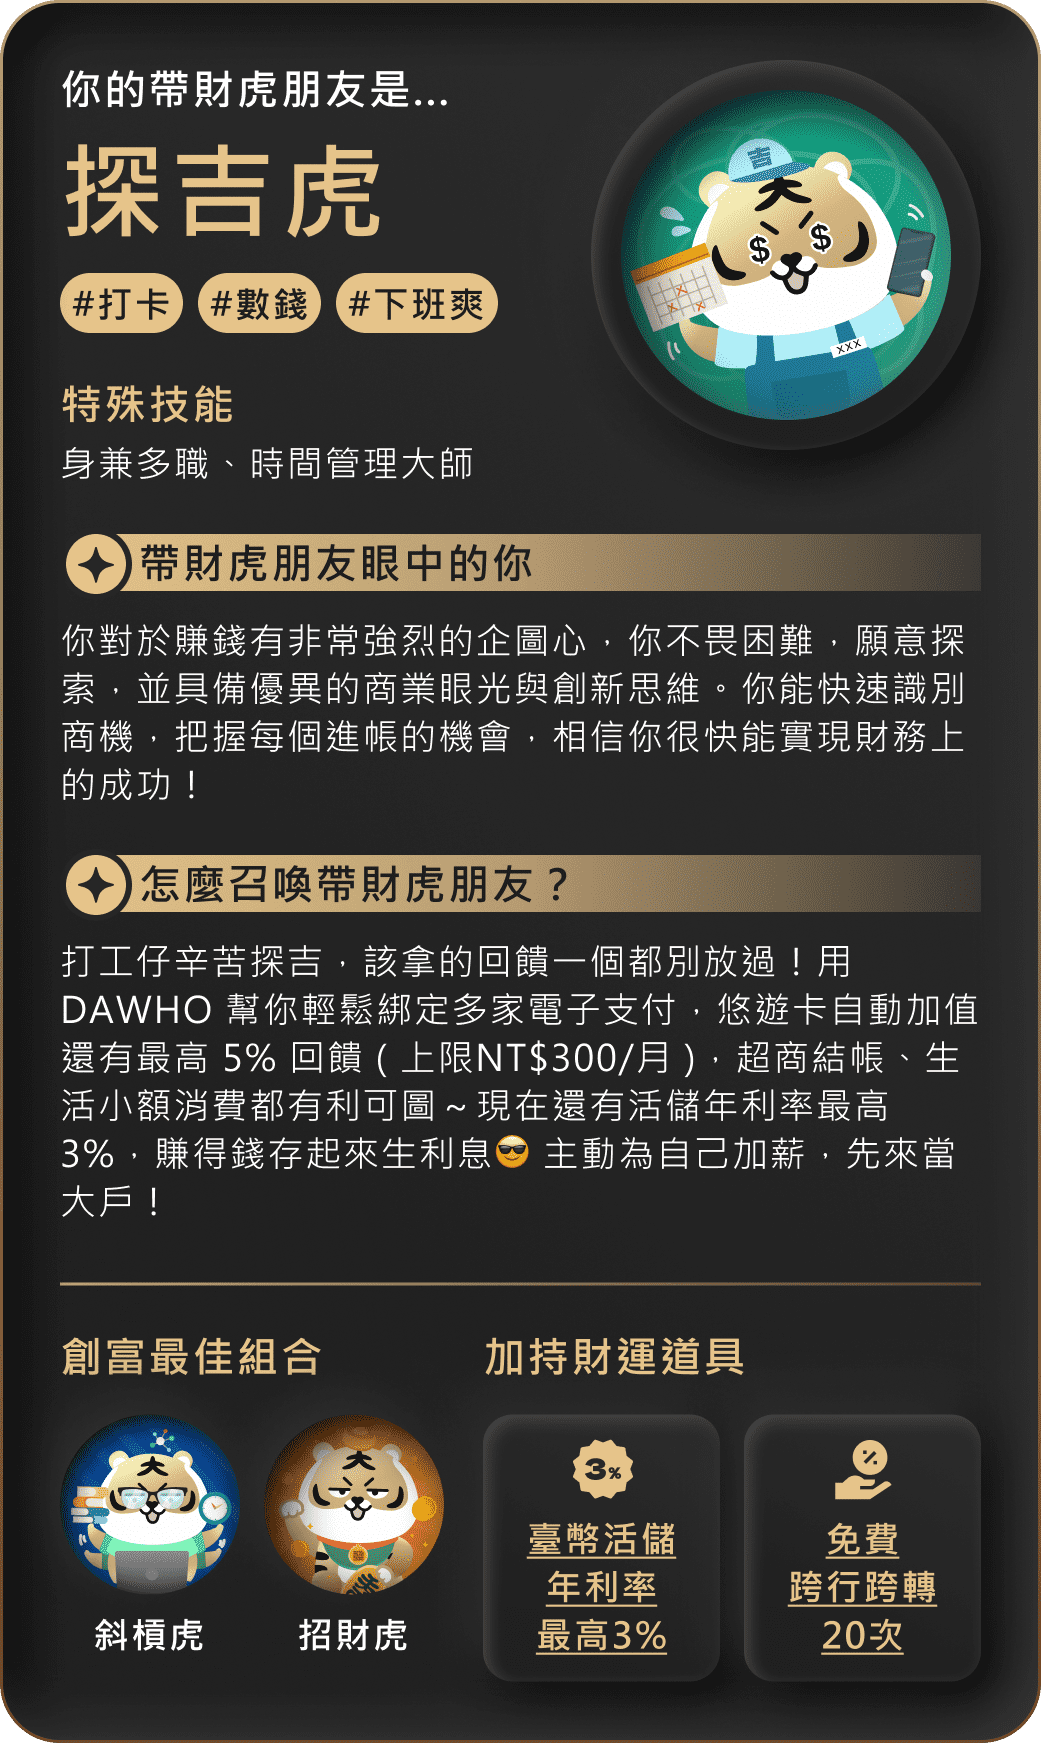 你的帶財虎朋友是...
探吉虎
#打卡 #數錢 #下班爽
特殊技能
身兼多職、時間管理大師
帶財虎朋友眼中的你
你對於賺錢有非常強烈的企圖心，你不畏困難，願意探
索，並具備優異的商業眼光與創新思維。你能快速識別
商機，把握每個進帳的機會，相信你很快能實現財務上
的成功！
怎麼召喚帶財虎朋友？
打工仔辛苦探吉，該拿的回饋一個都別放過！用
DAWHO 幫你輕鬆綁定多家電子支付，悠遊卡自動加值
還有最高 5% 回饋（上限NT$300/月），超商結帳、生
活小額消費都有利可圖～現在還有活儲年利率最高
3%，賺得錢存起來生利息😎 主動為自己加薪，先來當
大戶！
創富最佳組合
斜槓虎
招財虎
加持財運道具
3%
臺幣活儲
年利率
最高3%
%
免費
跨行跨轉
20次
$ $
XXX
大